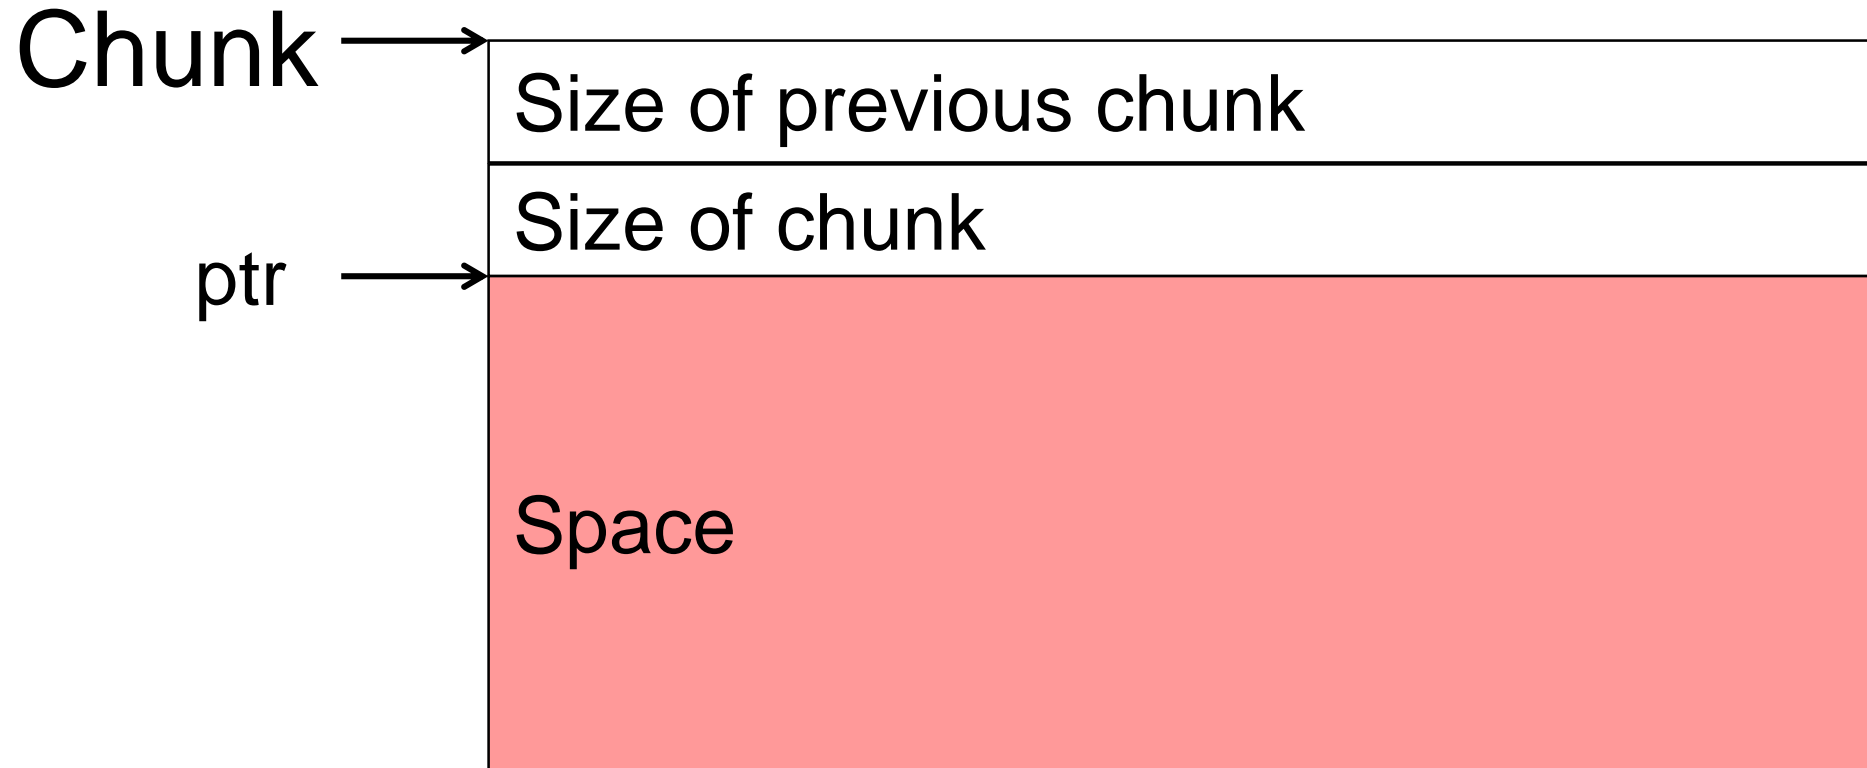 Chunk
Size of previous chunk
Size of chunk
ptr
Space